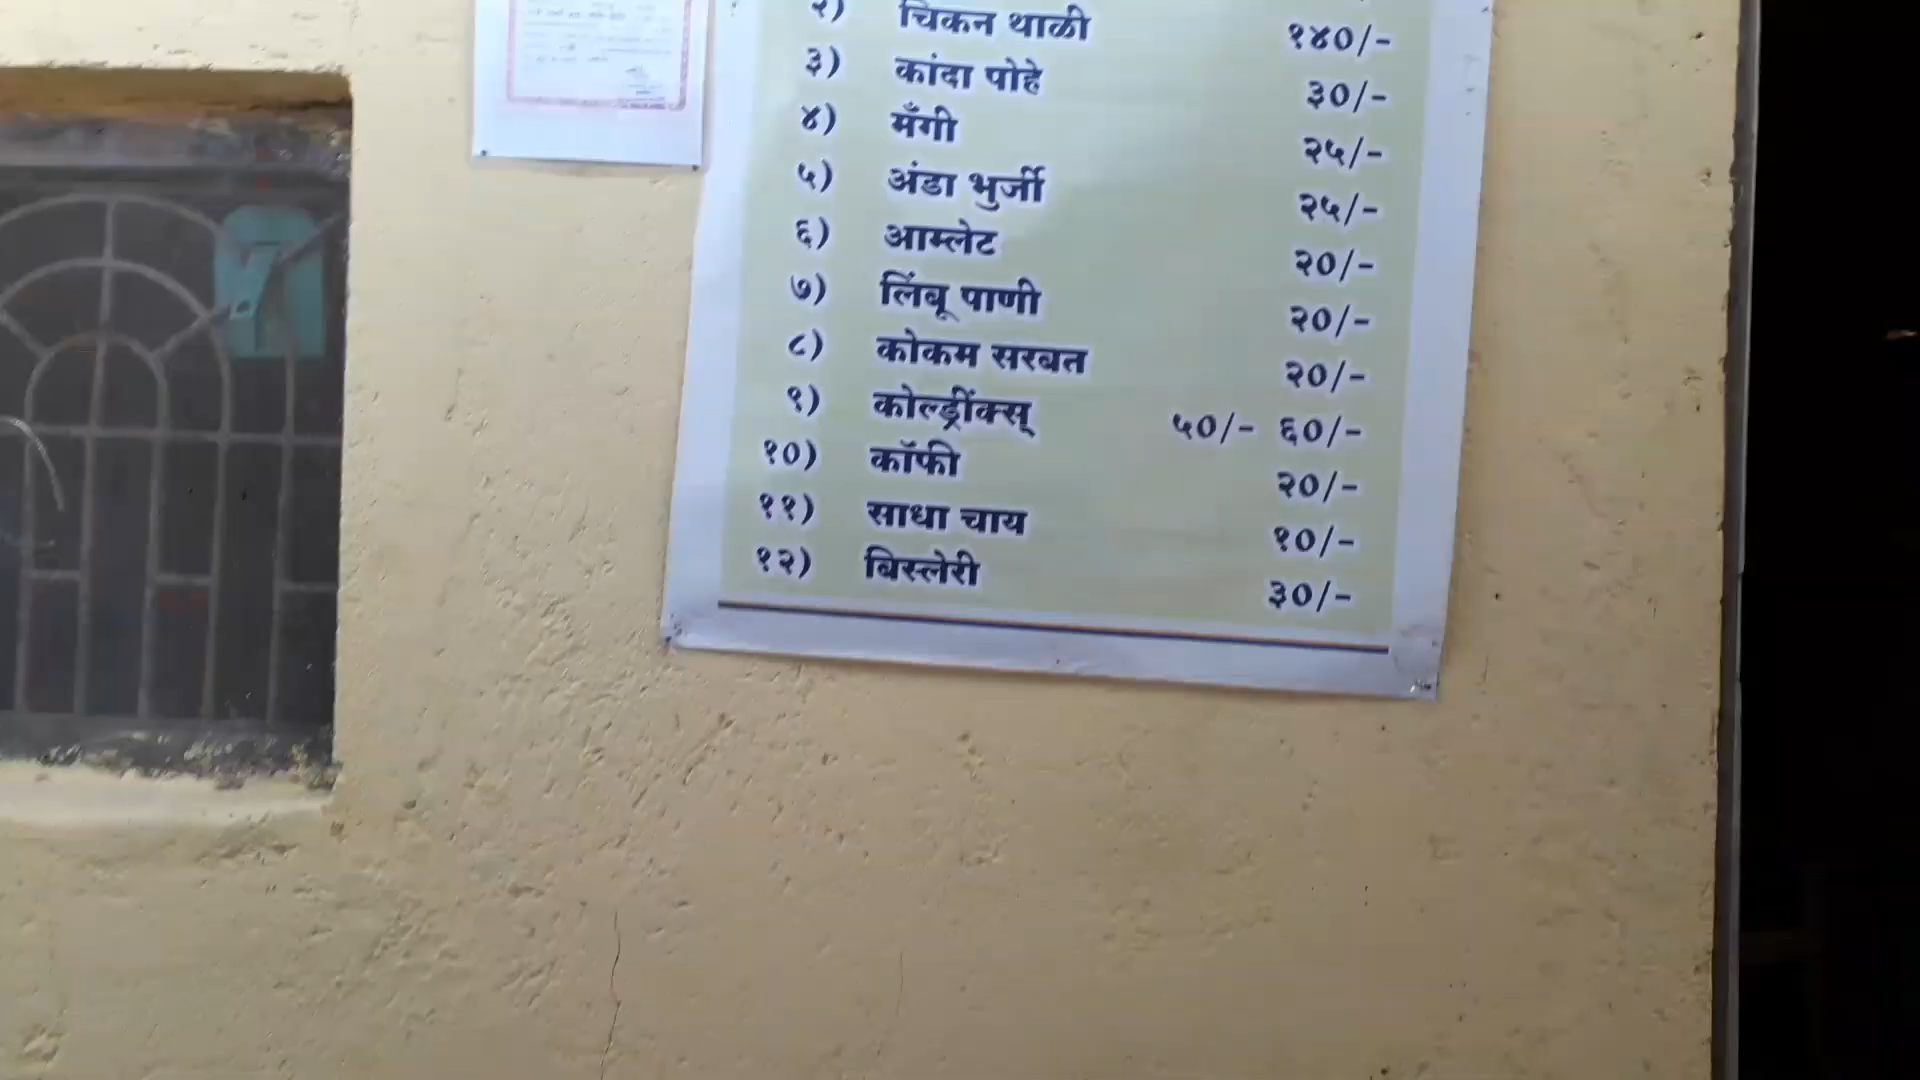 २) चिकन थाळी १४०/-
३) कांदा पोहे ३०/-
४) मॅंगी २५/-
५) अंडा भुर्जी २५/-
६) आम्लेट २०/-
७) लिंबू पाणी २०/-
८) कोकम सरबत २०/-
९) कोल्ड्रींक्स् ५०/- ६०/-
१०) कॉफी २०/-
११) साधा चाय १०/-
१२) बिस्लेरी ३०/-